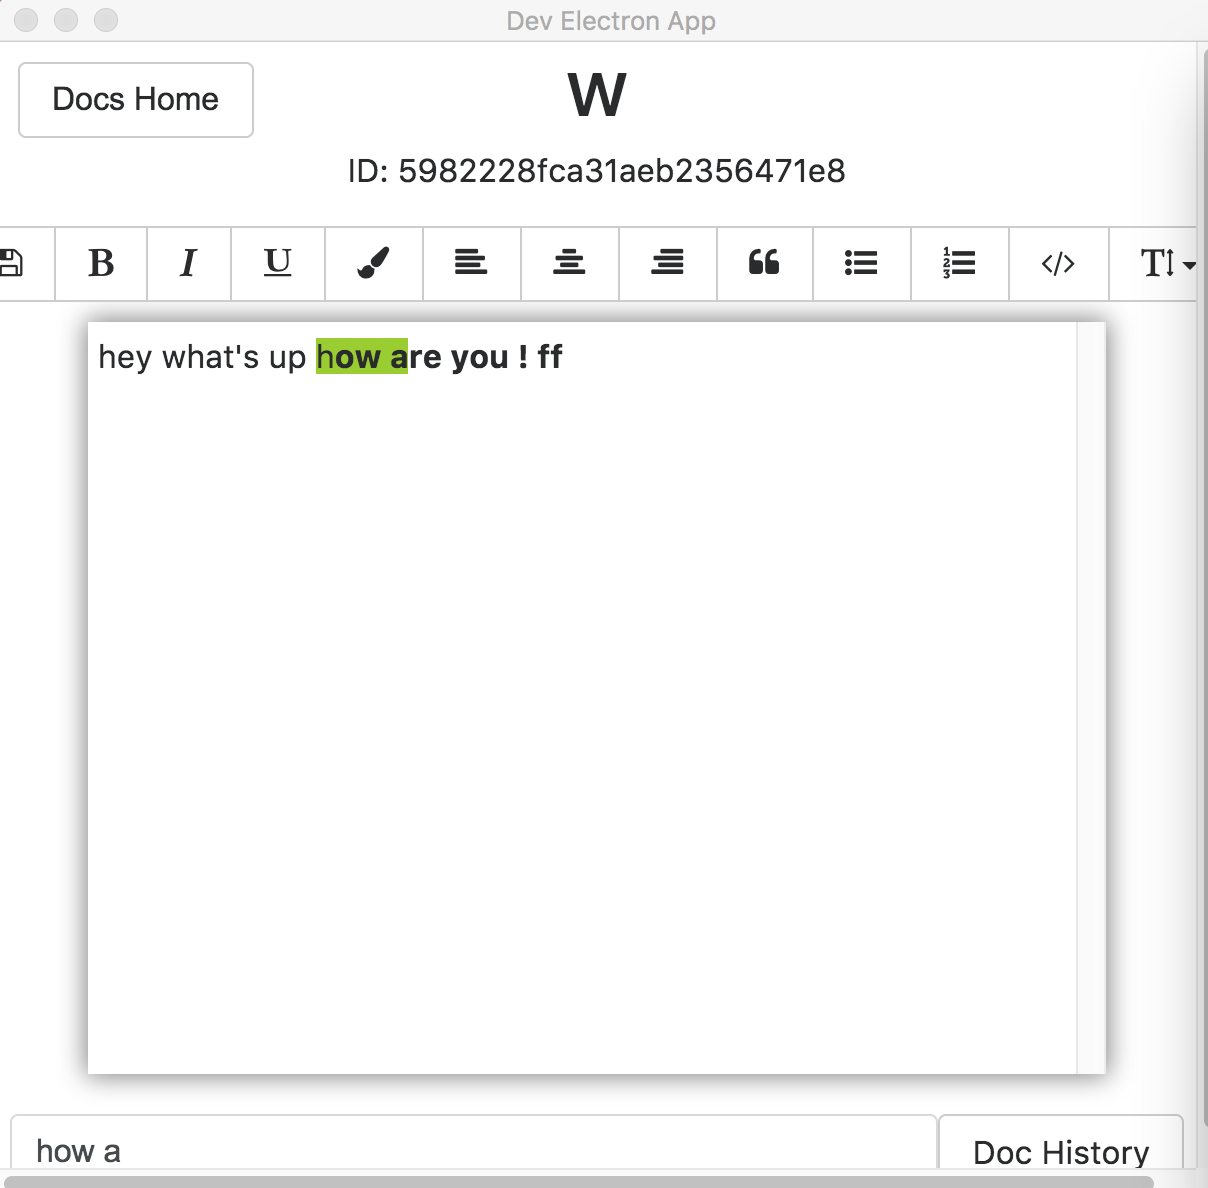 Dev Electron App
Docs Home
W
ID: 5982228fca31aeb2356471e8
B I U </> T
hey what's up how are you ! ff
how a
Doc History